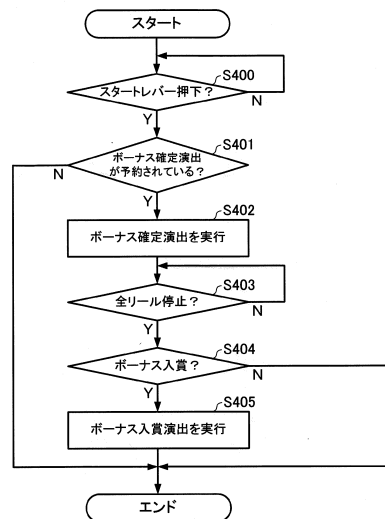 スタート
S400
スタートレバー押下?
N
Y
S401
ボーナス確定演出
が予約されている?
N
Y
S402
ボーナス確定演出を実行
S403
全リール停止?
N
Y
S404
ボーナス入賞?
N
Y
S405
ボーナス入賞演出を実行
エンド